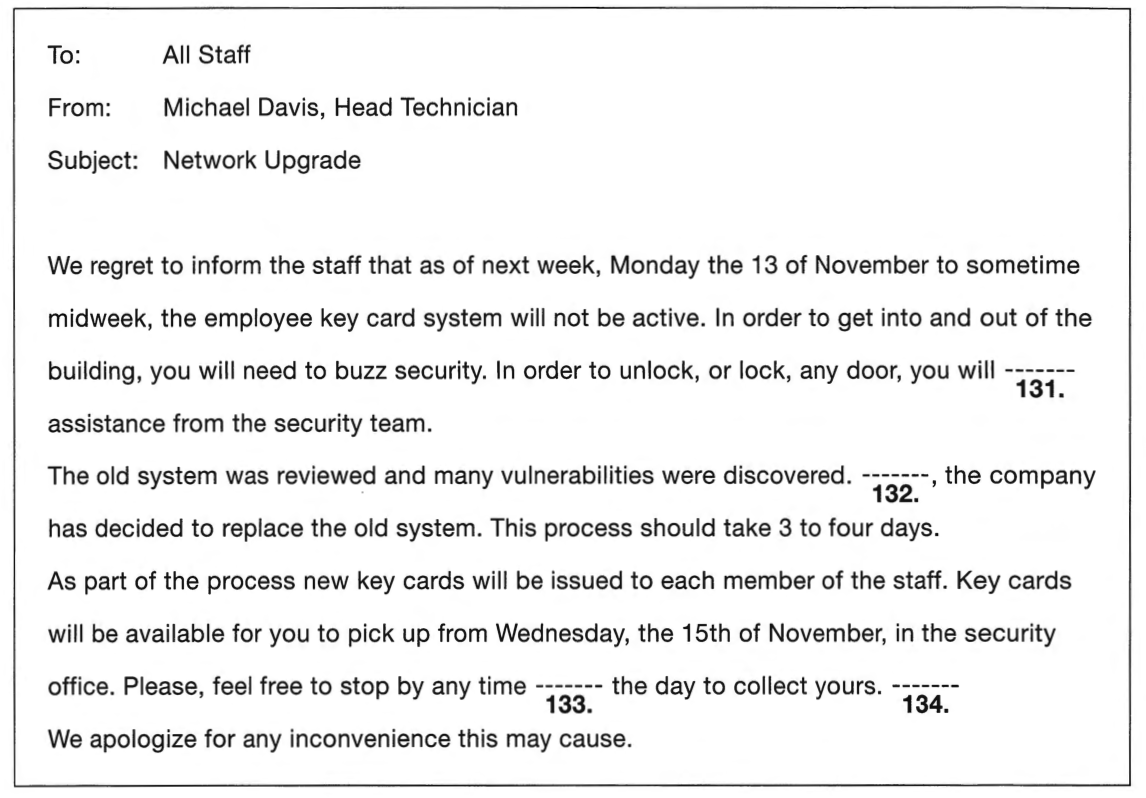 To: All Staff
From: Michael Davis, Head Technician
Subject: Network Upgrade
We regret to inform the staff that as of next week, Monday the 13 of November to sometime
midweek, the employee key card system will not be active. In order to get into and out of the
building, you will need to buzz security. In order to unlock, or lock, any door, you will -------
131.
assistance from the security team.
The old system was reviewed and many vulnerabilities were discovered. -------, the company
132.
has decided to replace the old system. This process should take 3 to four days.
As part of the process new key cards will be issued to each member of the staff. Key cards
will be available for you to pick up from Wednesday, the 15th of November, in the security
office. Please, feel free to stop by any time ------- the day to collect yours. -------
133. 134.
We apologize for any inconvenience this may cause.